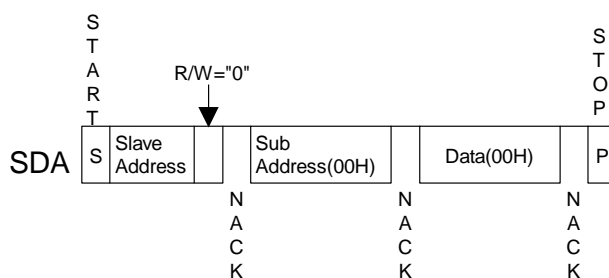 START
STOP
R/W="0"
SDA
S
Slave
Address
Sub
Address(00H)
Data(00H)
P
NACK
NACK
NACK